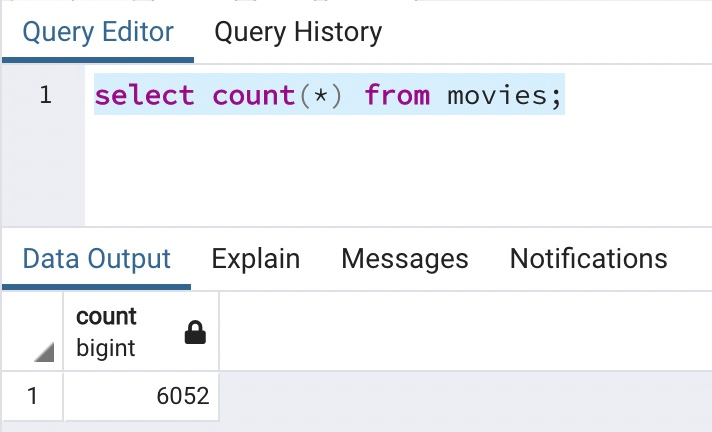 Query Editor Query History
1 select count(*) from movies;
Data Output Explain Messages Notifications
count
bigint
1 6052